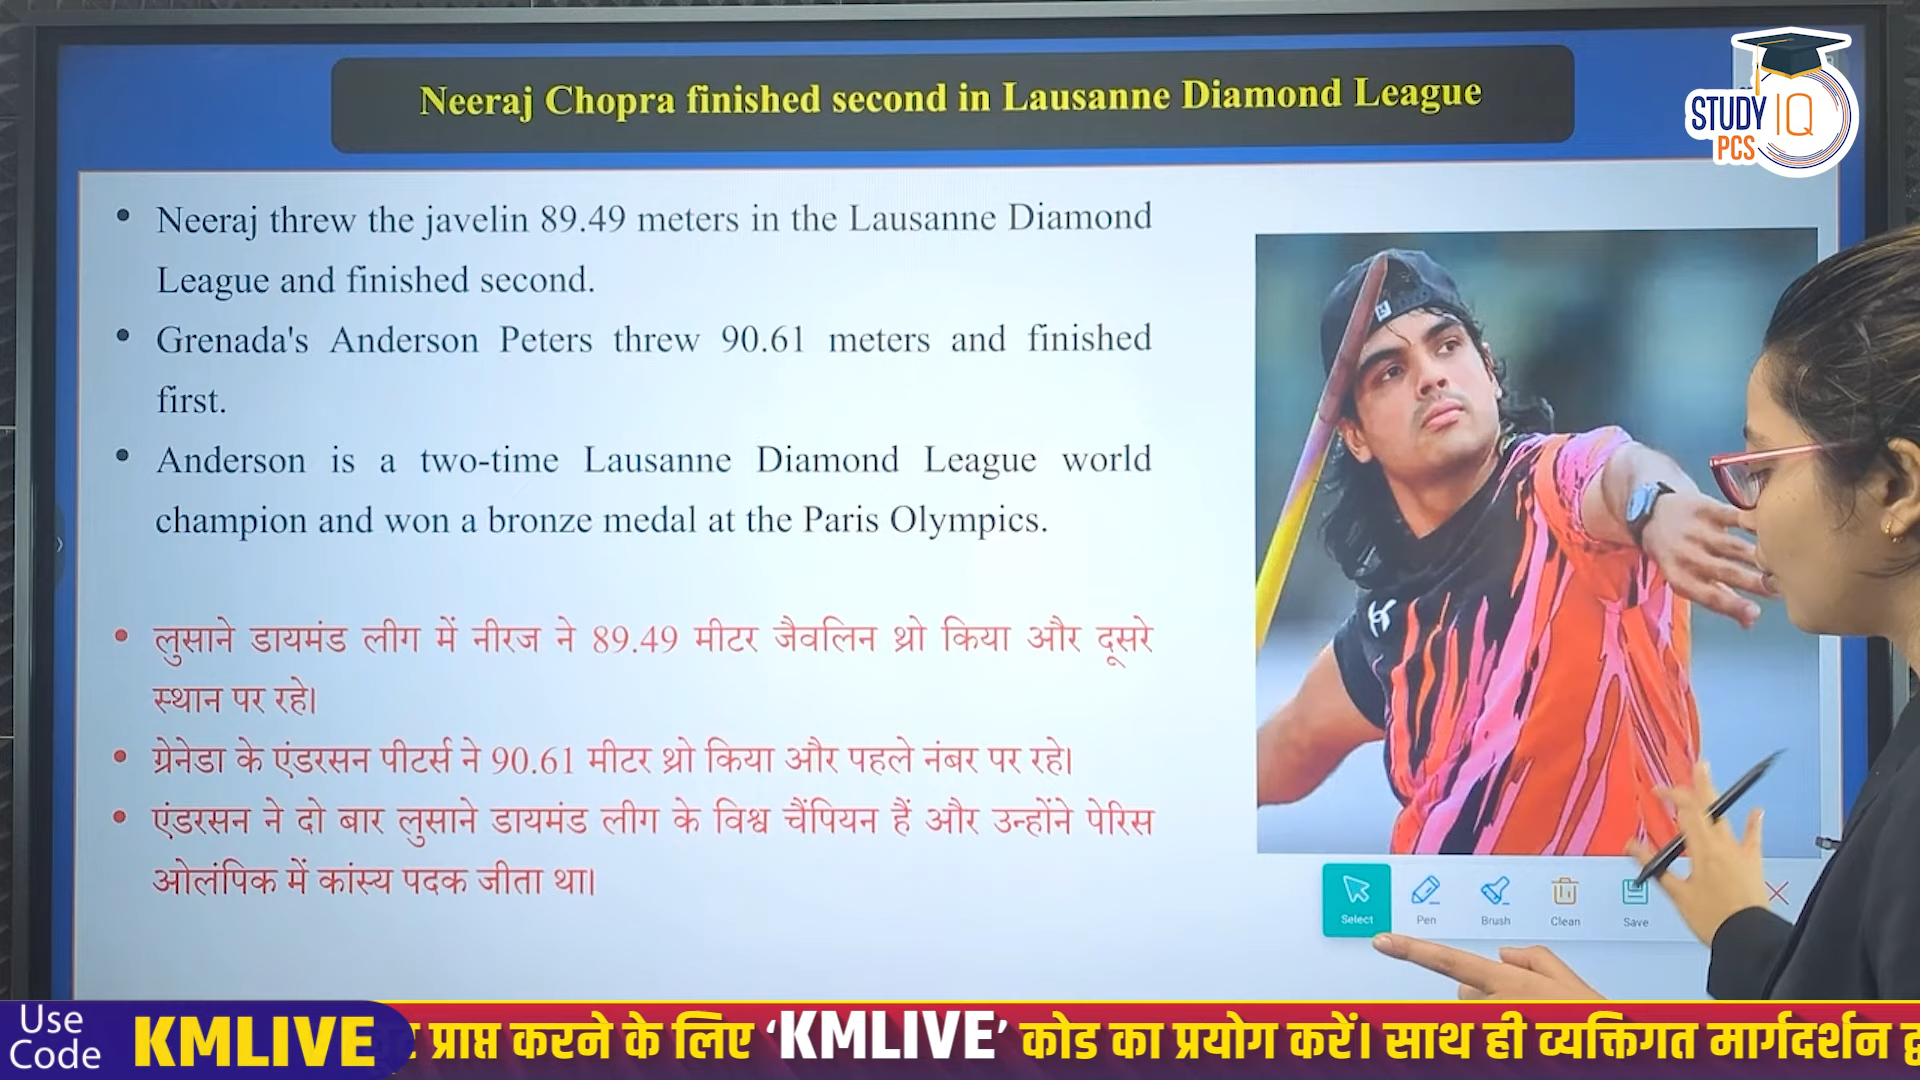 Neeraj Chopra finished second in Lausanne Diamond League
STUDY IQ
PCS
• Neeraj threw the javelin 89.49 meters in the Lausanne Diamond
League and finished second.
• Grenada's Anderson Peters threw 90.61 meters and finished
first.
• Anderson is a two-time Lausanne Diamond League world
champion and won a bronze medal at the Paris Olympics.
• लुसाने डायमंड लीग में नीरज ने 89.49 मीटर जैवलिन थ्रो किया और दूसरे
स्थान पर रहे।
• ग्रेनेडा के एंडरसन पीटर्स ने 90.61 मीटर थ्रो किया और पहले नंबर पर रहे।
• एंडरसन ने दो बार लुसाने डायमंड लीग के विश्व चैंपियन हैं और उन्होंने पेरिस
ओलंपिक में कांस्य पदक जीता था।
Select Pen Brush Clean Save
Use
Code
KMLIVE
प्राप्त करने के लिए ‘KMLIVE’ कोड का प्रयोग करें। साथ ही व्यक्तिगत मार्गदर्शन